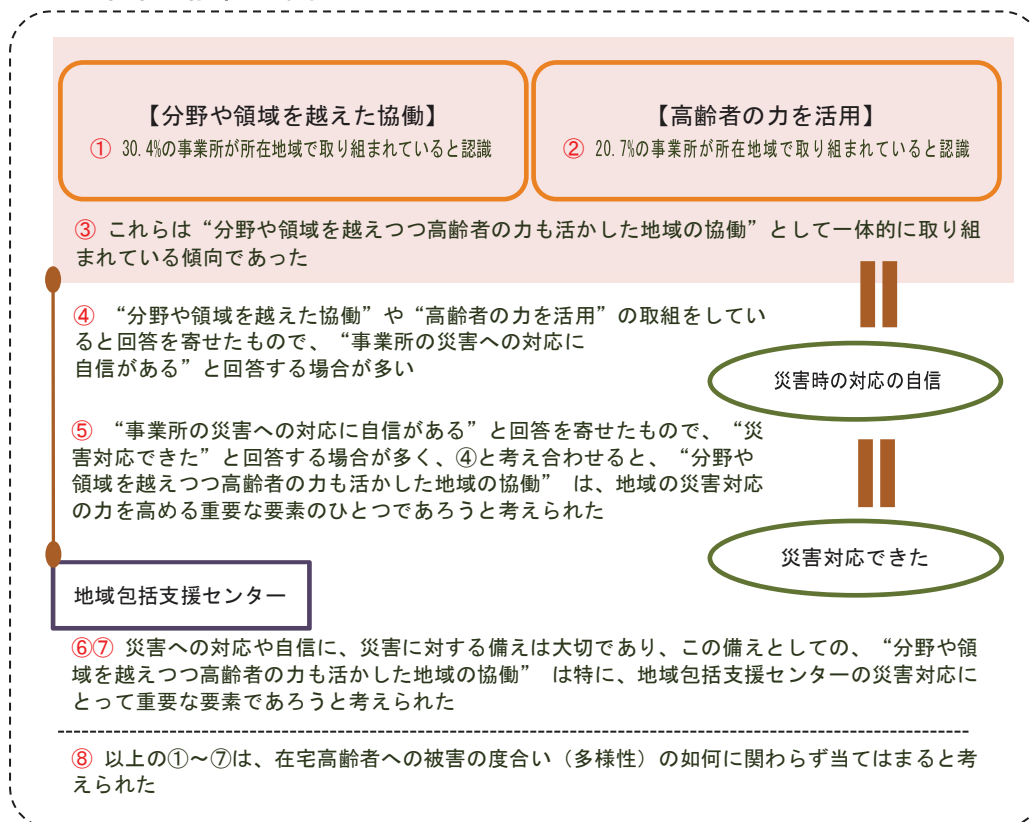 【分野や領域を越えた協働】
① 30.4%の事業所が所在地域で取り組まれていると認識
【高齢者の力を活用】
② 20.7%の事業所が所在地域で取り組まれていると認識
③ これらは“分野や領域を越えつつ高齢者の力も活かした地域の協働”として一体的に取り組
まれている傾向であった
④ “分野や領域を越えた協働”や“高齢者の力を活用”の取組をしてい
ると回答を寄せたもので、“事業所の災害への対応に
自信がある”と回答する場合が多い
災害時の対応の自信
⑤ “事業所の災害への対応に自信がある”と回答を寄せたもので、“災
害対応できた”と回答する場合が多く、④と考え合わせると、“分野や
領域を越えつつ高齢者の力も活かした地域の協働” は、地域の災害対応
の力を高める重要な要素のひとつであろうと考えられた
災害対応できた
地域包括支援センター
⑥⑦ 災害への対応や自信に、災害に対する備えは大切であり、この備えとしての、“分野や領
域を越えつつ高齢者の力も活かした地域の協働” は特に、地域包括支援センターの災害対応に
とって重要な要素であろうと考えられた
⑧ 以上の①～⑦は、在宅高齢者への被害の度合い（多様性）の如何に関わらず当てはまると考
えられた